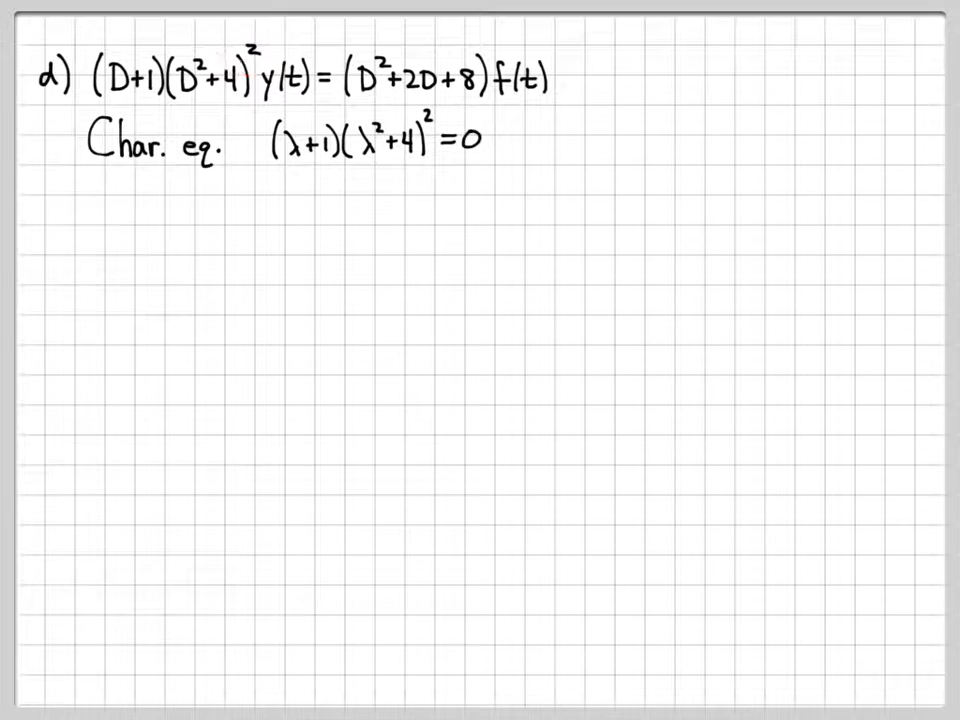 d) (D+1)(D²+4)² y(t) = (D²+2D+8) f(t)
Char. eq. (λ+1)(λ²+4)² = 0